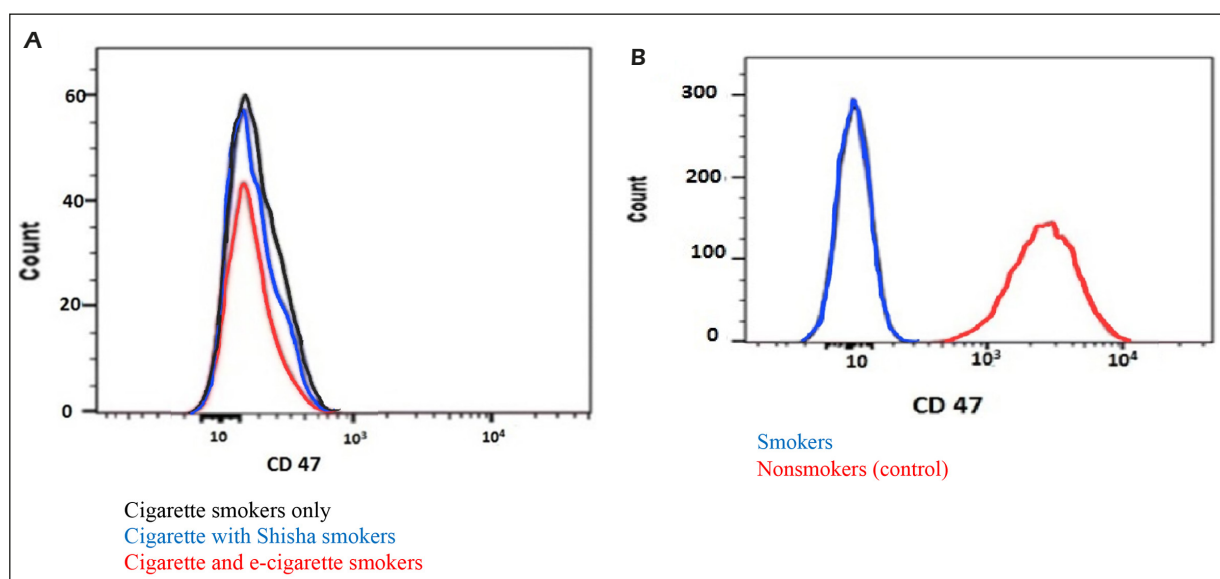 A
60
40
20
0
Count
10
10³
10⁴
CD 47
Cigarette smokers only
Cigarette with Shisha smokers
Cigarette and e-cigarette smokers
B
300
200
100
0
Count
10
10³
10⁴
CD 47
Smokers
Nonsmokers (control)